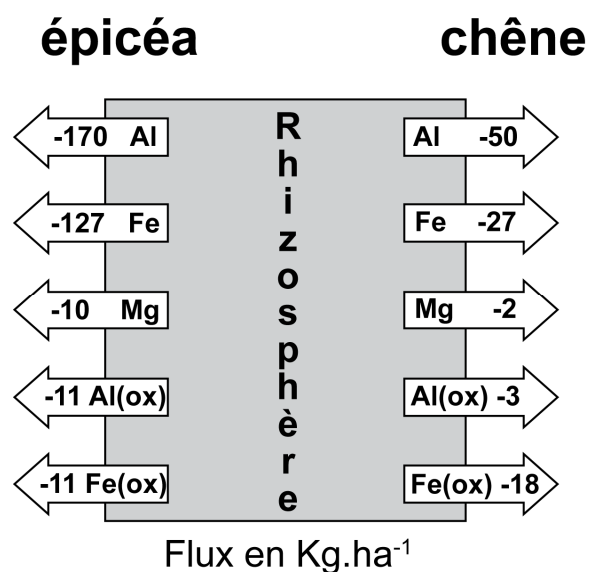 épicéa chêne
-170 Al
Al -50
-127 Fe
Fe -27
-10 Mg
Mg -2
-11 Al(ox)
Al(ox) -3
-11 Fe(ox)
Fe(ox) -18
Rhizosphère
Flux en Kg.ha⁻¹